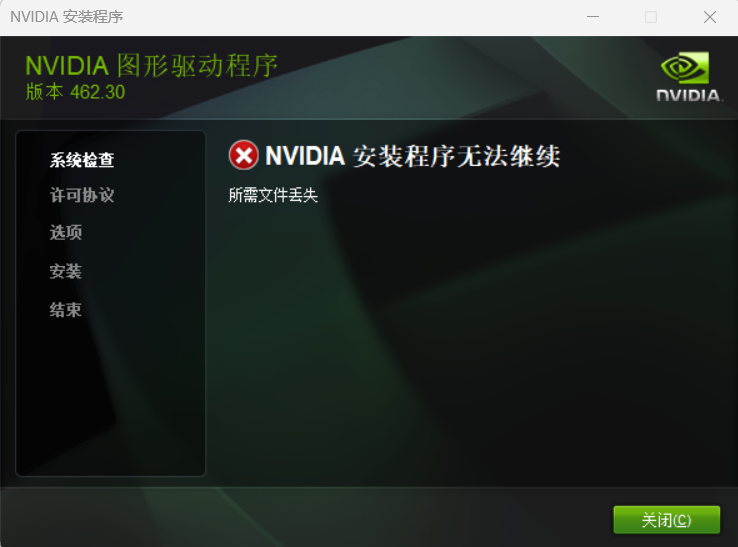 NVIDIA 安装程序
NVIDIA 图形驱动程序
版本 462.30
NVIDIA.
系统检查
许可协议
选项
安装
结束
NVIDIA 安装程序无法继续
所需文件丢失
关闭(C)